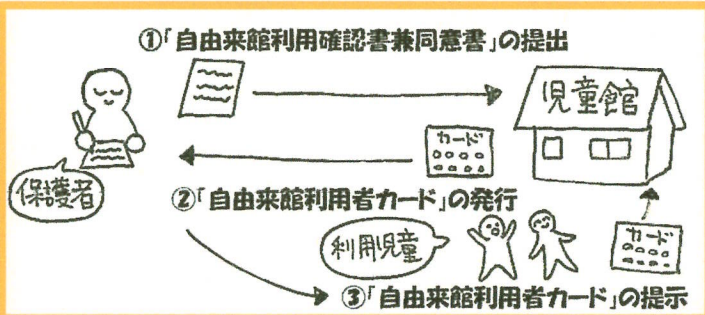 ①「自由来館利用確認書兼同意書」の提出
児童館
カード
保護者
②「自由来館利用者カード」の発行
利用児童
カード
③「自由来館利用者カード」の提示